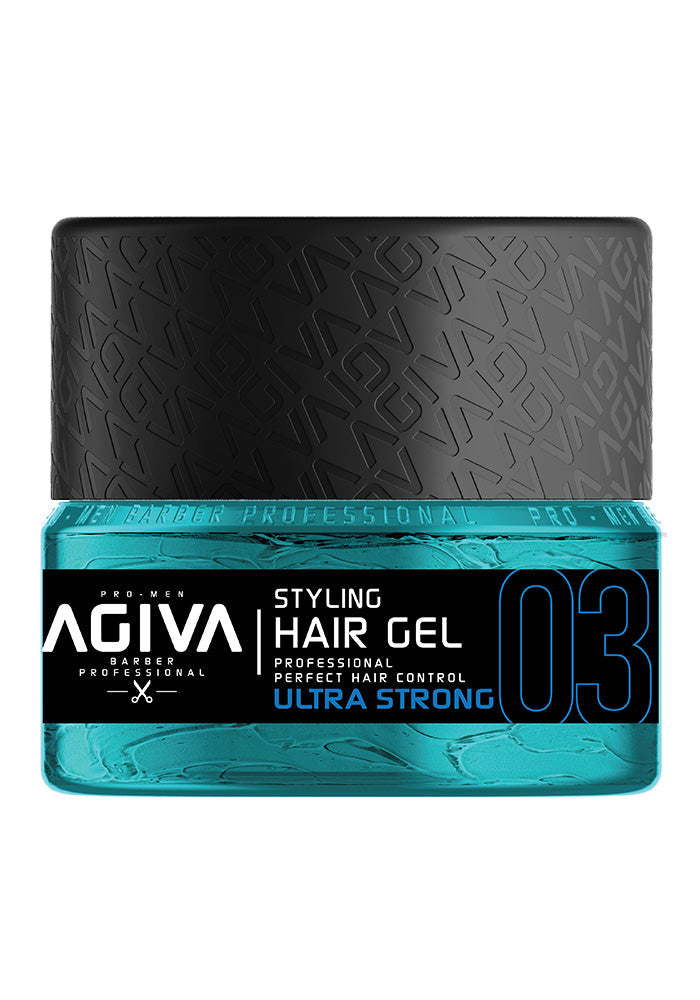 MEN BARBER PROFESSIONAL PRO - MEN
PRO-MEN
AGIVA
BARBER
PROFESSIONAL
STYLING
HAIR GEL
PROFESSIONAL
PERFECT HAIR CONTROL
ULTRA STRONG
03